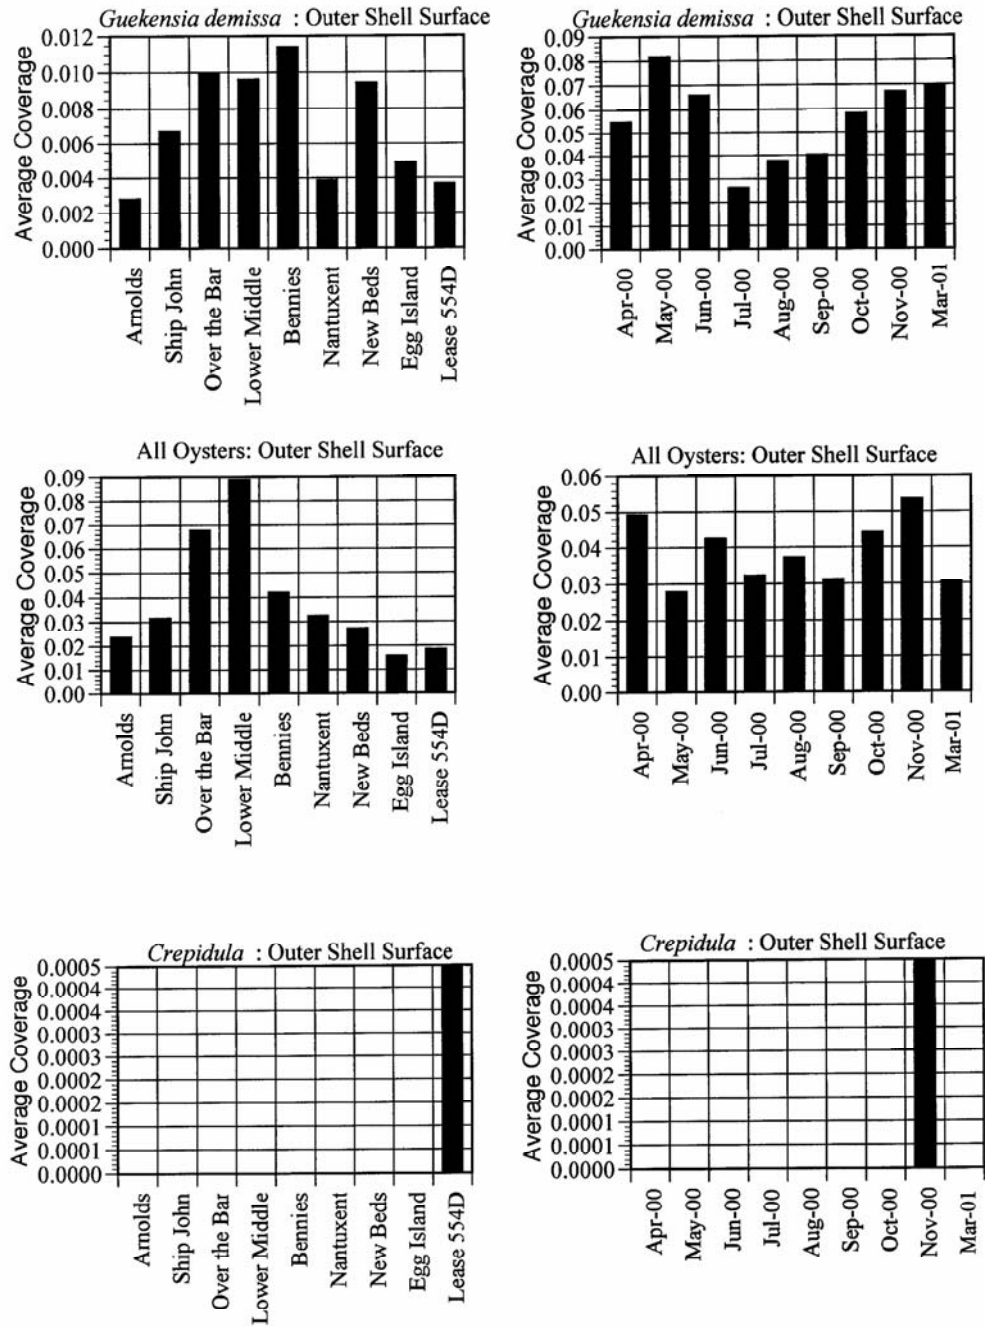 Guekensia demissa : Outer Shell Surface
Average Coverage
0.012
0.010
0.008
0.006
0.004
0.002
0.000
Arnolds
Ship John
Over the Bar
Lower Middle
Bennies
Nantuxent
New Beds
Egg Island
Lease 554D
Guekensia demissa : Outer Shell Surface
Average Coverage
0.09
0.08
0.07
0.06
0.05
0.04
0.03
0.02
0.01
0.00
Apr-00
May-00
Jun-00
Jul-00
Aug-00
Sep-00
Oct-00
Nov-00
Mar-01
All Oysters: Outer Shell Surface
Average Coverage
0.09
0.08
0.07
0.06
0.05
0.04
0.03
0.02
0.01
0.00
Arnolds
Ship John
Over the Bar
Lower Middle
Bennies
Nantuxent
New Beds
Egg Island
Lease 554D
All Oysters: Outer Shell Surface
Average Coverage
0.06
0.05
0.04
0.03
0.02
0.01
0.00
Apr-00
May-00
Jun-00
Jul-00
Aug-00
Sep-00
Oct-00
Nov-00
Mar-01
Crepidula : Outer Shell Surface
Average Coverage
0.0005
0.0004
0.0004
0.0003
0.0003
0.0002
0.0002
0.0001
0.0001
0.0000
Arnolds
Ship John
Over the Bar
Lower Middle
Bennies
Nantuxent
New Beds
Egg Island
Lease 554D
Crepidula : Outer Shell Surface
Average Coverage
0.0005
0.0004
0.0004
0.0003
0.0003
0.0002
0.0002
0.0001
0.0001
0.0000
Apr-00
May-00
Jun-00
Jul-00
Aug-00
Sep-00
Oct-00
Nov-00
Mar-01